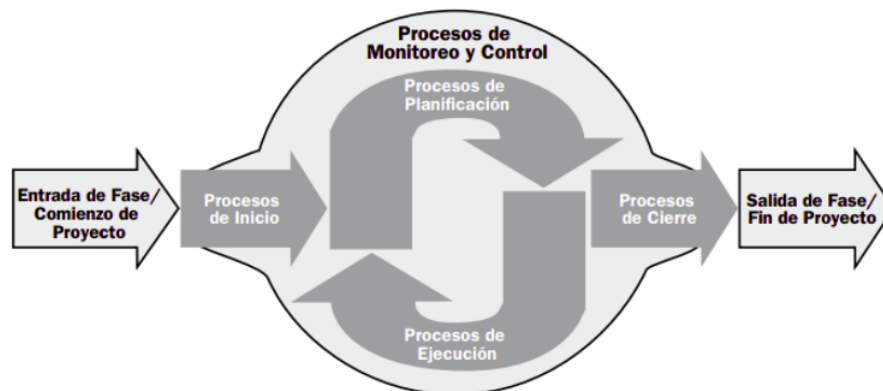 Procesos de
Monitoreo y Control
Procesos de
Planificación
Entrada de Fase/
Comienzo de
Proyecto
Procesos
de Inicio
Procesos
de Cierre
Salida de Fase/
Fin de Proyecto
Procesos de
Ejecución